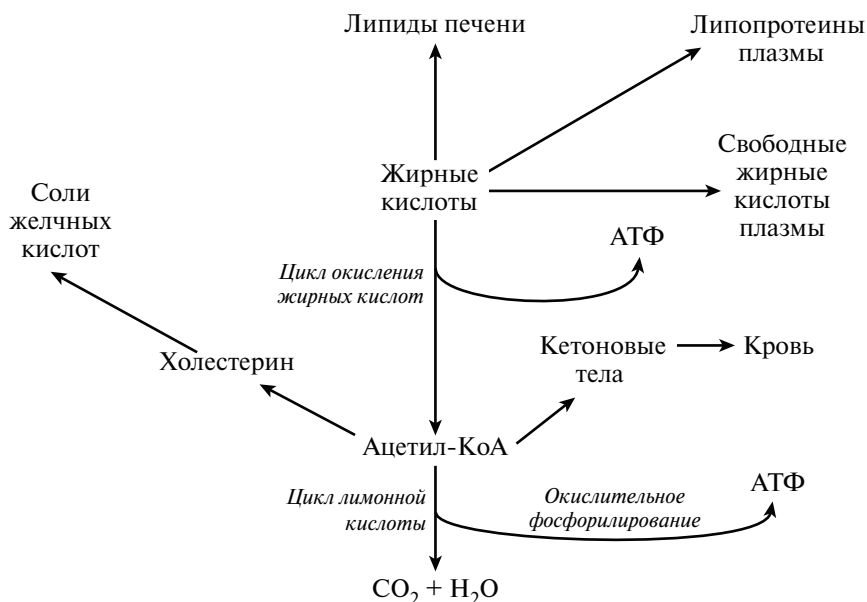 Липиды печени
Липопротеины
плазмы
Жирные
кислоты
Свободные
жирные
кислоты
плазмы
Соли
желчных
кислот
АТФ
Цикл окисления
жирных кислот
Холестерин
Кетоновые
тела
Кровь
Ацетил-КоА
Цикл лимонной
кислоты
Окислительное
фосфорилирование
АТФ
CO₂ + H₂O